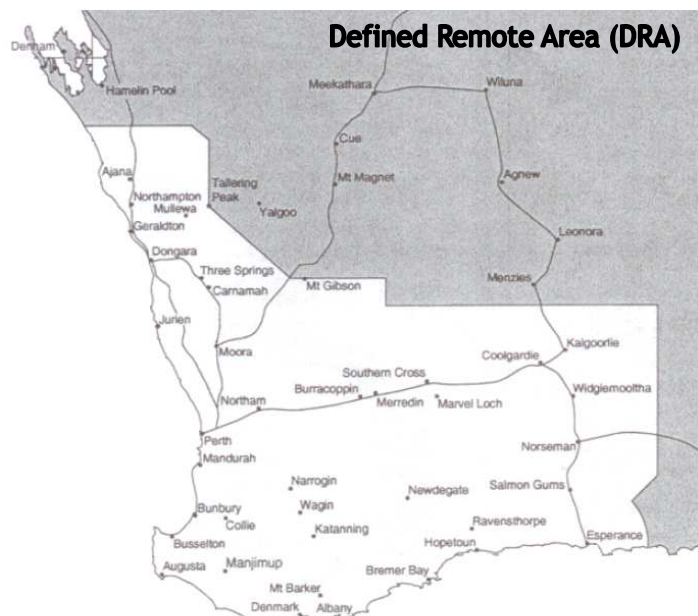 Defined Remote Area (DRA)
Denham
Hamelin Pool
Meekathara
Wiluna
Cue
Ajana
Tallering
Peak
Mt Magnet
Agnew
Northampton
Mullewa
Yalgoo
Geraldton
Leonora
Dongara
Three Springs
Carnamah
Mt Gibson
Menzies
Jurien
Moora
Kalgoorlie
Coolgardie
Southern Cross
Burracoppin
Merredin
Marvel Loch
Widgiemooltha
Northam
Perth
Norseman
Mandurah
Narrogin
Newdegate
Salmon Gums
Bunbury
Wagin
Collie
Katanning
Ravensthorpe
Busselton
Hopetoun
Esperance
Augusta
Manjimup
Bremer Bay
Mt Barker
Denmark
Albany